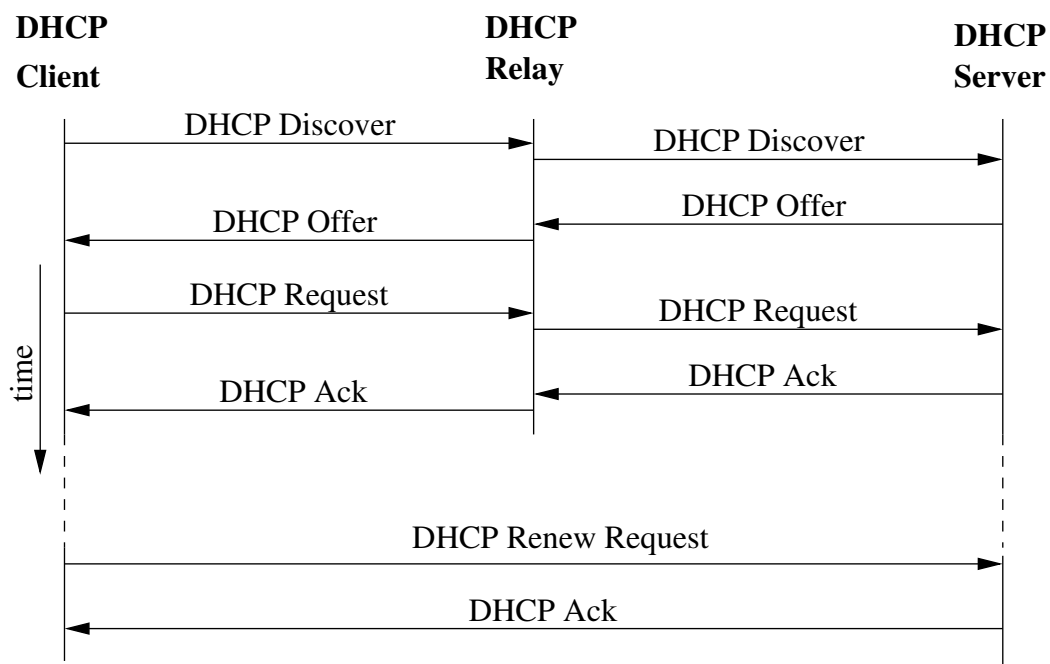 DHCP
Client
DHCP
Relay
DHCP
Server
DHCP Discover
DHCP Discover
DHCP Offer
DHCP Offer
DHCP Request
DHCP Request
time
DHCP Ack
DHCP Ack
DHCP Renew Request
DHCP Ack